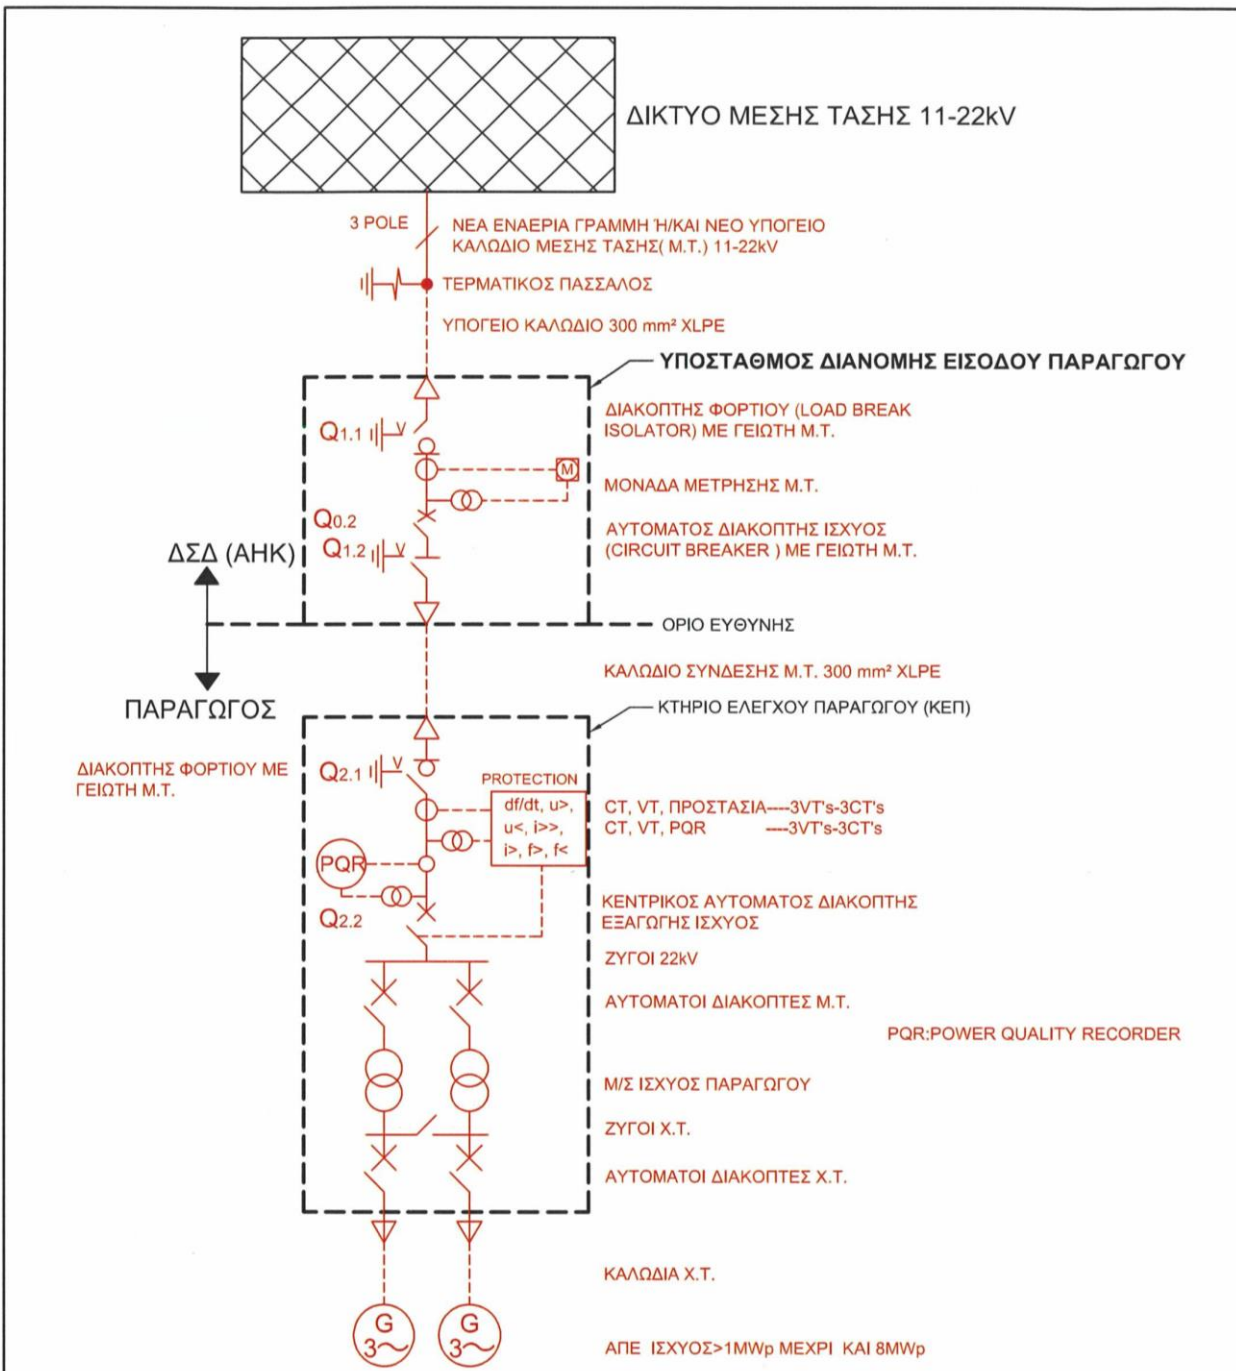 ΔΙΚΤΥΟ ΜΕΣΗΣ ΤΑΣΗΣ 11-22kV
3 POLE
ΝΕΑ ΕΝΑΕΡΙΑ ΓΡΑΜΜΗ Ή/ΚΑΙ ΝΕΟ ΥΠΟΓΕΙΟ
ΚΑΛΩΔΙΟ ΜΕΣΗΣ ΤΑΣΗΣ( Μ.Τ.) 11-22kV
ΤΕΡΜΑΤΙΚΟΣ ΠΑΣΣΑΛΟΣ
ΥΠΟΓΕΙΟ ΚΑΛΩΔΙΟ 300 mm² XLPE
ΥΠΟΣΤΑΘΜΟΣ ΔΙΑΝΟΜΗΣ ΕΙΣΟΔΟΥ ΠΑΡΑΓΩΓΟΥ
ΔΙΑΚΟΠΤΗΣ ΦΟΡΤΙΟΥ (LOAD BREAK
ISOLATOR) ΜΕ ΓΕΙΩΤΗ Μ.Τ.
Q1.1
M
ΜΟΝΑΔΑ ΜΕΤΡΗΣΗΣ Μ.Τ.
Q0.2
ΑΥΤΟΜΑΤΟΣ ΔΙΑΚΟΠΤΗΣ ΙΣΧΥΟΣ
(CIRCUIT BREAKER ) ΜΕ ΓΕΙΩΤΗ Μ.Τ.
Q1.2
ΔΣΔ (ΑΗΚ)
ΟΡΙΟ ΕΥΘΥΝΗΣ
ΚΑΛΩΔΙΟ ΣΥΝΔΕΣΗΣ Μ.Τ. 300 mm² XLPE
ΠΑΡΑΓΩΓΟΣ
ΚΤΗΡΙΟ ΕΛΕΓΧΟΥ ΠΑΡΑΓΩΓΟΥ (ΚΕΠ)
ΔΙΑΚΟΠΤΗΣ ΦΟΡΤΙΟΥ ΜΕ
ΓΕΙΩΤΗ Μ.Τ.
Q2.1
PROTECTION
df/dt, u>,
u<, i>>,
i>, f>, f<
CT, VT, ΠΡΟΣΤΑΣΙΑ----3VT's-3CT's
CT, VT, PQR ----3VT's-3CT's
PQR
Q2.2
ΚΕΝΤΡΙΚΟΣ ΑΥΤΟΜΑΤΟΣ ΔΙΑΚΟΠΤΗΣ
ΕΞΑΓΩΓΗΣ ΙΣΧΥΟΣ
ΖΥΓΟΙ 22kV
ΑΥΤΟΜΑΤΟΙ ΔΙΑΚΟΠΤΕΣ Μ.Τ.
PQR:POWER QUALITY RECORDER
Μ/Σ ΙΣΧΥΟΣ ΠΑΡΑΓΩΓΟΥ
ΖΥΓΟΙ Χ.Τ.
ΑΥΤΟΜΑΤΟΙ ΔΙΑΚΟΠΤΕΣ Χ.Τ.
ΚΑΛΩΔΙΑ Χ.Τ.
G
3~
G
3~
ΑΠΕ ΙΣΧΥΟΣ>1MWp ΜΕΧΡΙ ΚΑΙ 8MWp